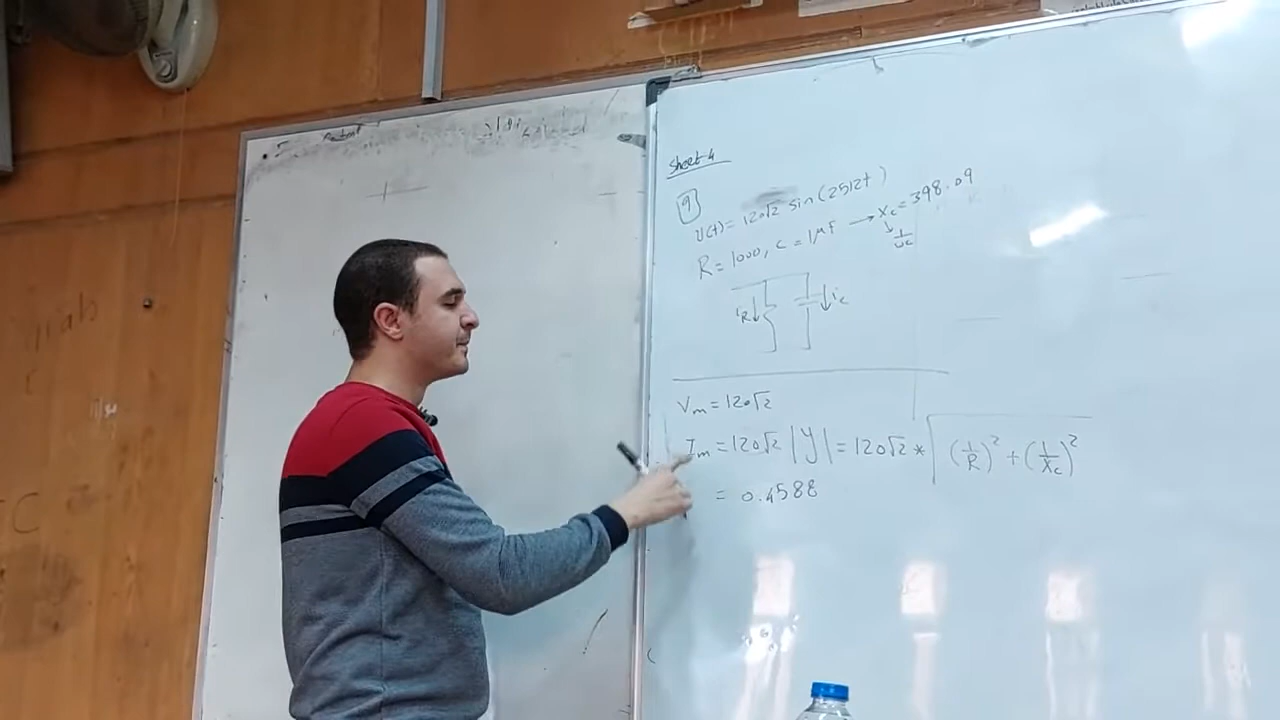 Sheet 4
9
v(t) = 120√2 sin(2512t)
R = 1000, C = 1μF → Xc = 398.09
↳ 1/ωC
iR ic
Vm = 120√2
Im = 120√2 |Y| = 120√2 * √((1/R)² + (1/Xc)²)
= 0.4588